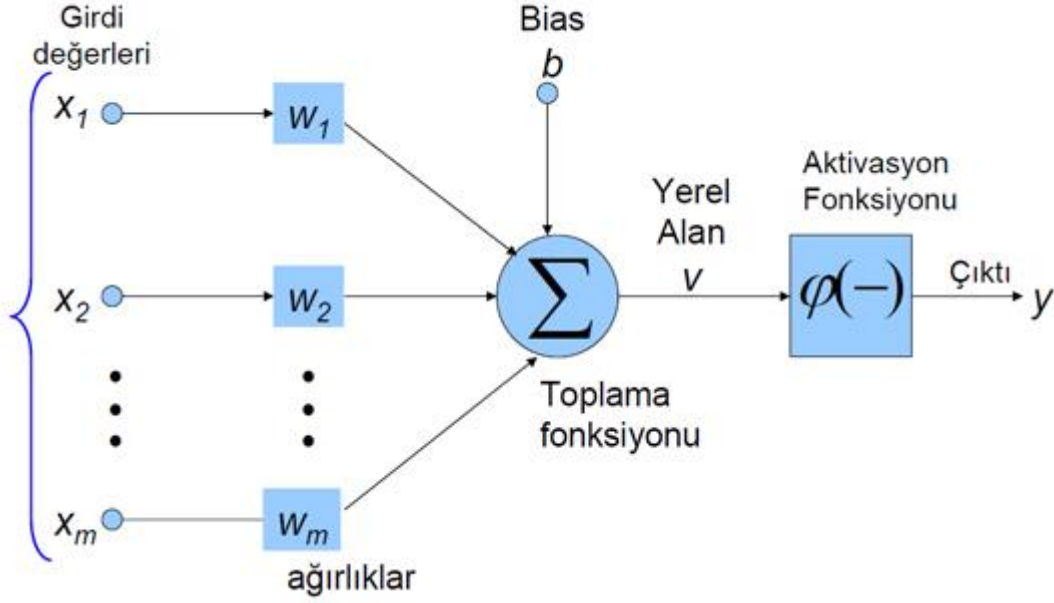 Girdi
değerleri
Bias
b
x1
w1
Aktivasyon
Fonksiyonu
Yerel
Alan
v
x2
w2
∑
φ(−)
Çıktı
y
Toplama
fonksiyonu
xm
wm
ağırlıklar